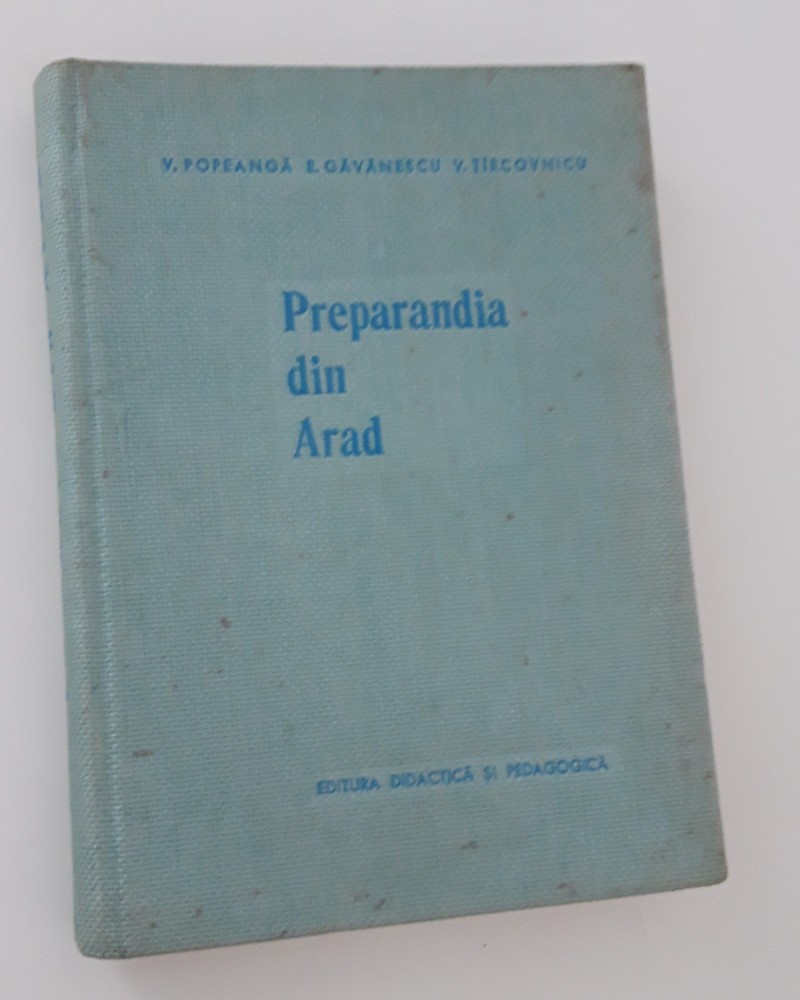 V. POPEANGĂ E. GĂVĂNESCU V. ȚÎRCOVNICU
Preparandia
din
Arad
EDITURA DIDACTICĂ ȘI PEDAGOGICĂ